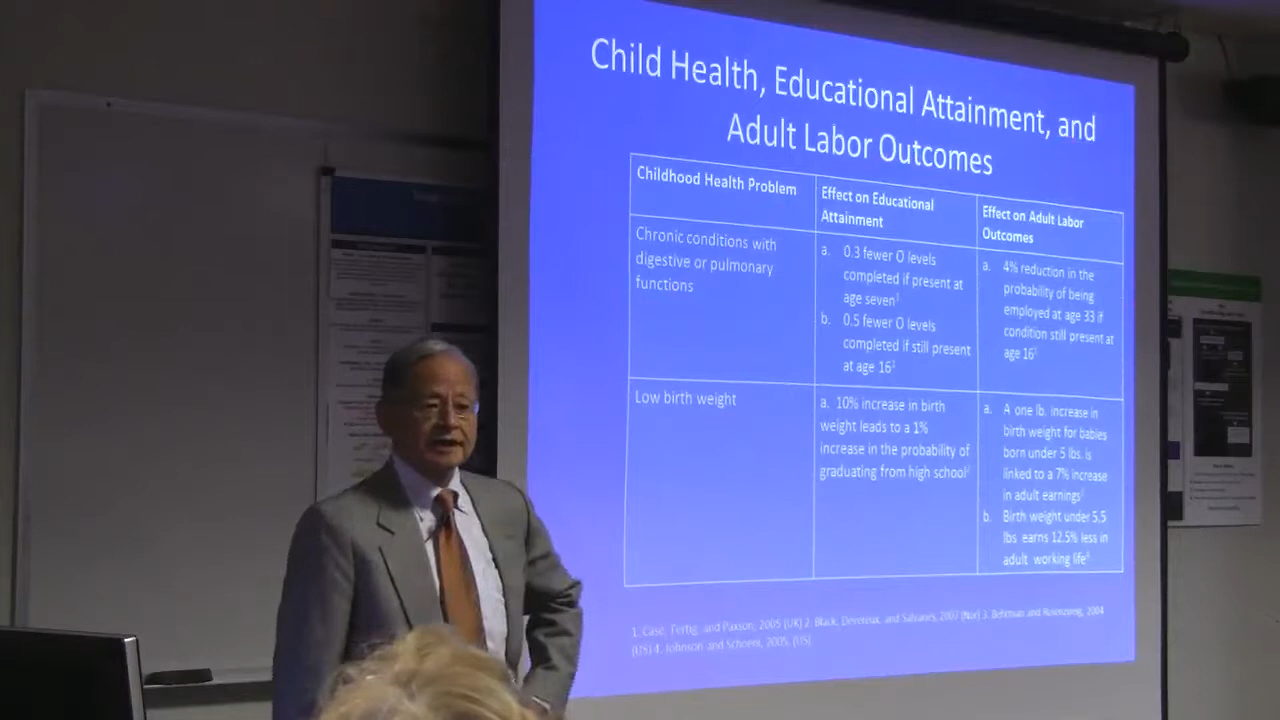 Child Health, Educational Attainment, and
Adult Labor Outcomes
Childhood Health Problem
Effect on Educational
Attainment
Effect on Adult Labor
Outcomes
Chronic conditions with
digestive or pulmonary
functions
a. 0.3 fewer O levels
completed if present at
age seven
b. 0.5 fewer O levels
completed if still present
at age 16
a. 4% reduction in the
probability of being
employed at age 33 if
condition still present at
age 16
Low birth weight
a. 10% increase in birth
weight leads to a 1%
increase in the probability of
graduating from high school
a. A one lb. increase in
birth weight for babies
born under 5 lbs. is
linked to a 7% increase
in adult earnings
b. Birth weight under 5.5
lbs earns 12.5% less in
adult working life
1. Case, Fertig, and Paxson, 2005 (UK) 2. Black, Devereux, and Salvanes, 2007 (Nor) 3. Behrman and Rosenzweig, 2004
(US) 4. Johnson and Schoeni, 2005, (US)